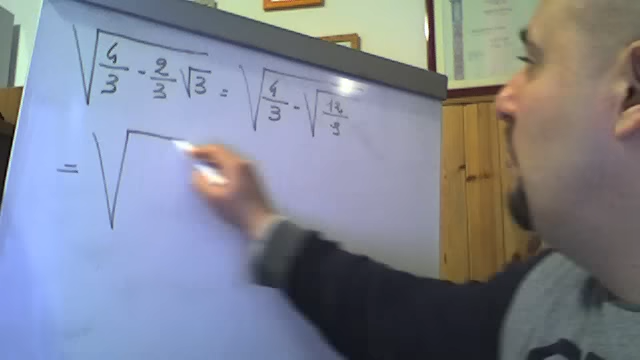 √(4/3 - 2/3 √3) = √(4/3 - √(12/9))
= √